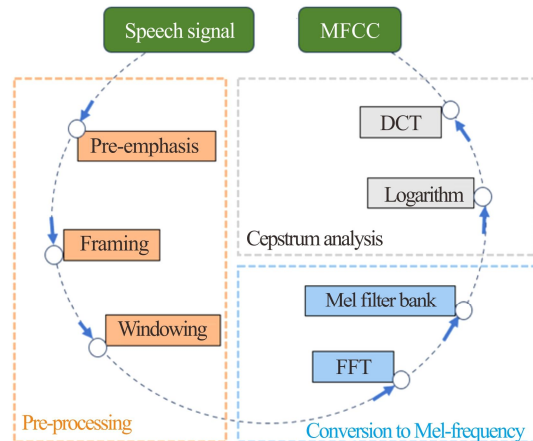 Speech signal
MFCC
Pre-emphasis
Framing
Windowing
Pre-processing
DCT
Logarithm
Cepstrum analysis
Mel filter bank
FFT
Conversion to Mel-frequency